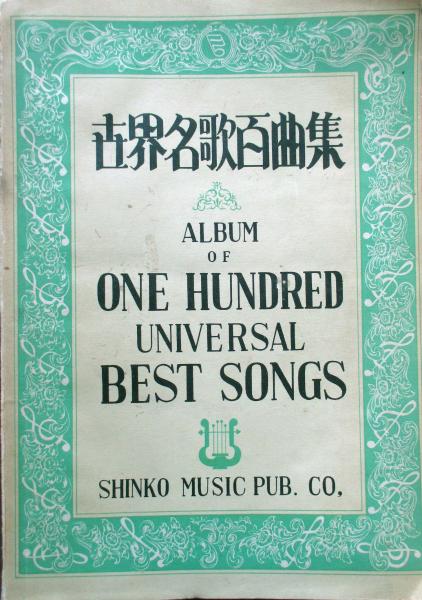 世界名歌百曲集
ALBUM
OF
ONE HUNDRED
UNIVERSAL
BEST SONGS
SHINKO MUSIC PUB. CO,